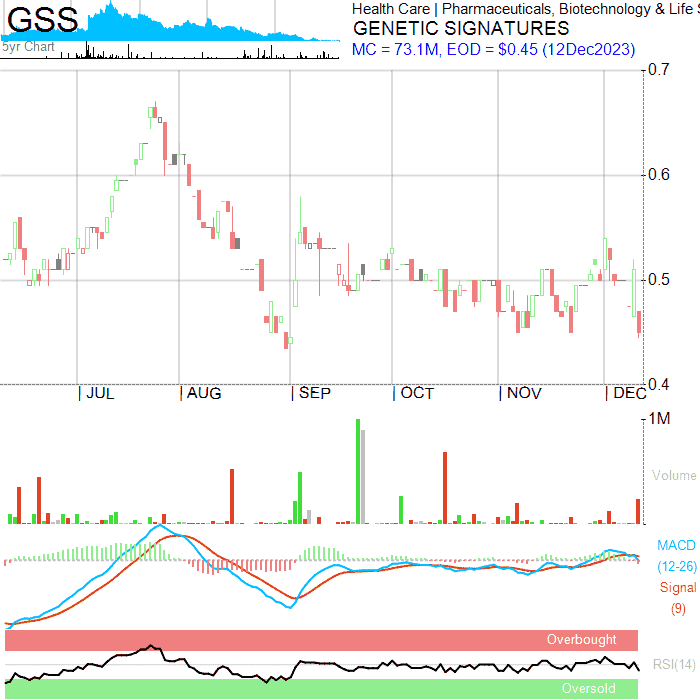 GSS
5yr Chart
Health Care | Pharmaceuticals, Biotechnology & Life S
GENETIC SIGNATURES
MC = 73.1M, EOD = $0.45 (12Dec2023)
0.7
0.6
0.5
0.4
JUL AUG SEP OCT NOV DEC
1M
Volume
MACD
(12-26)
Signal
(9)
Overbought
RSI(14)
Oversold